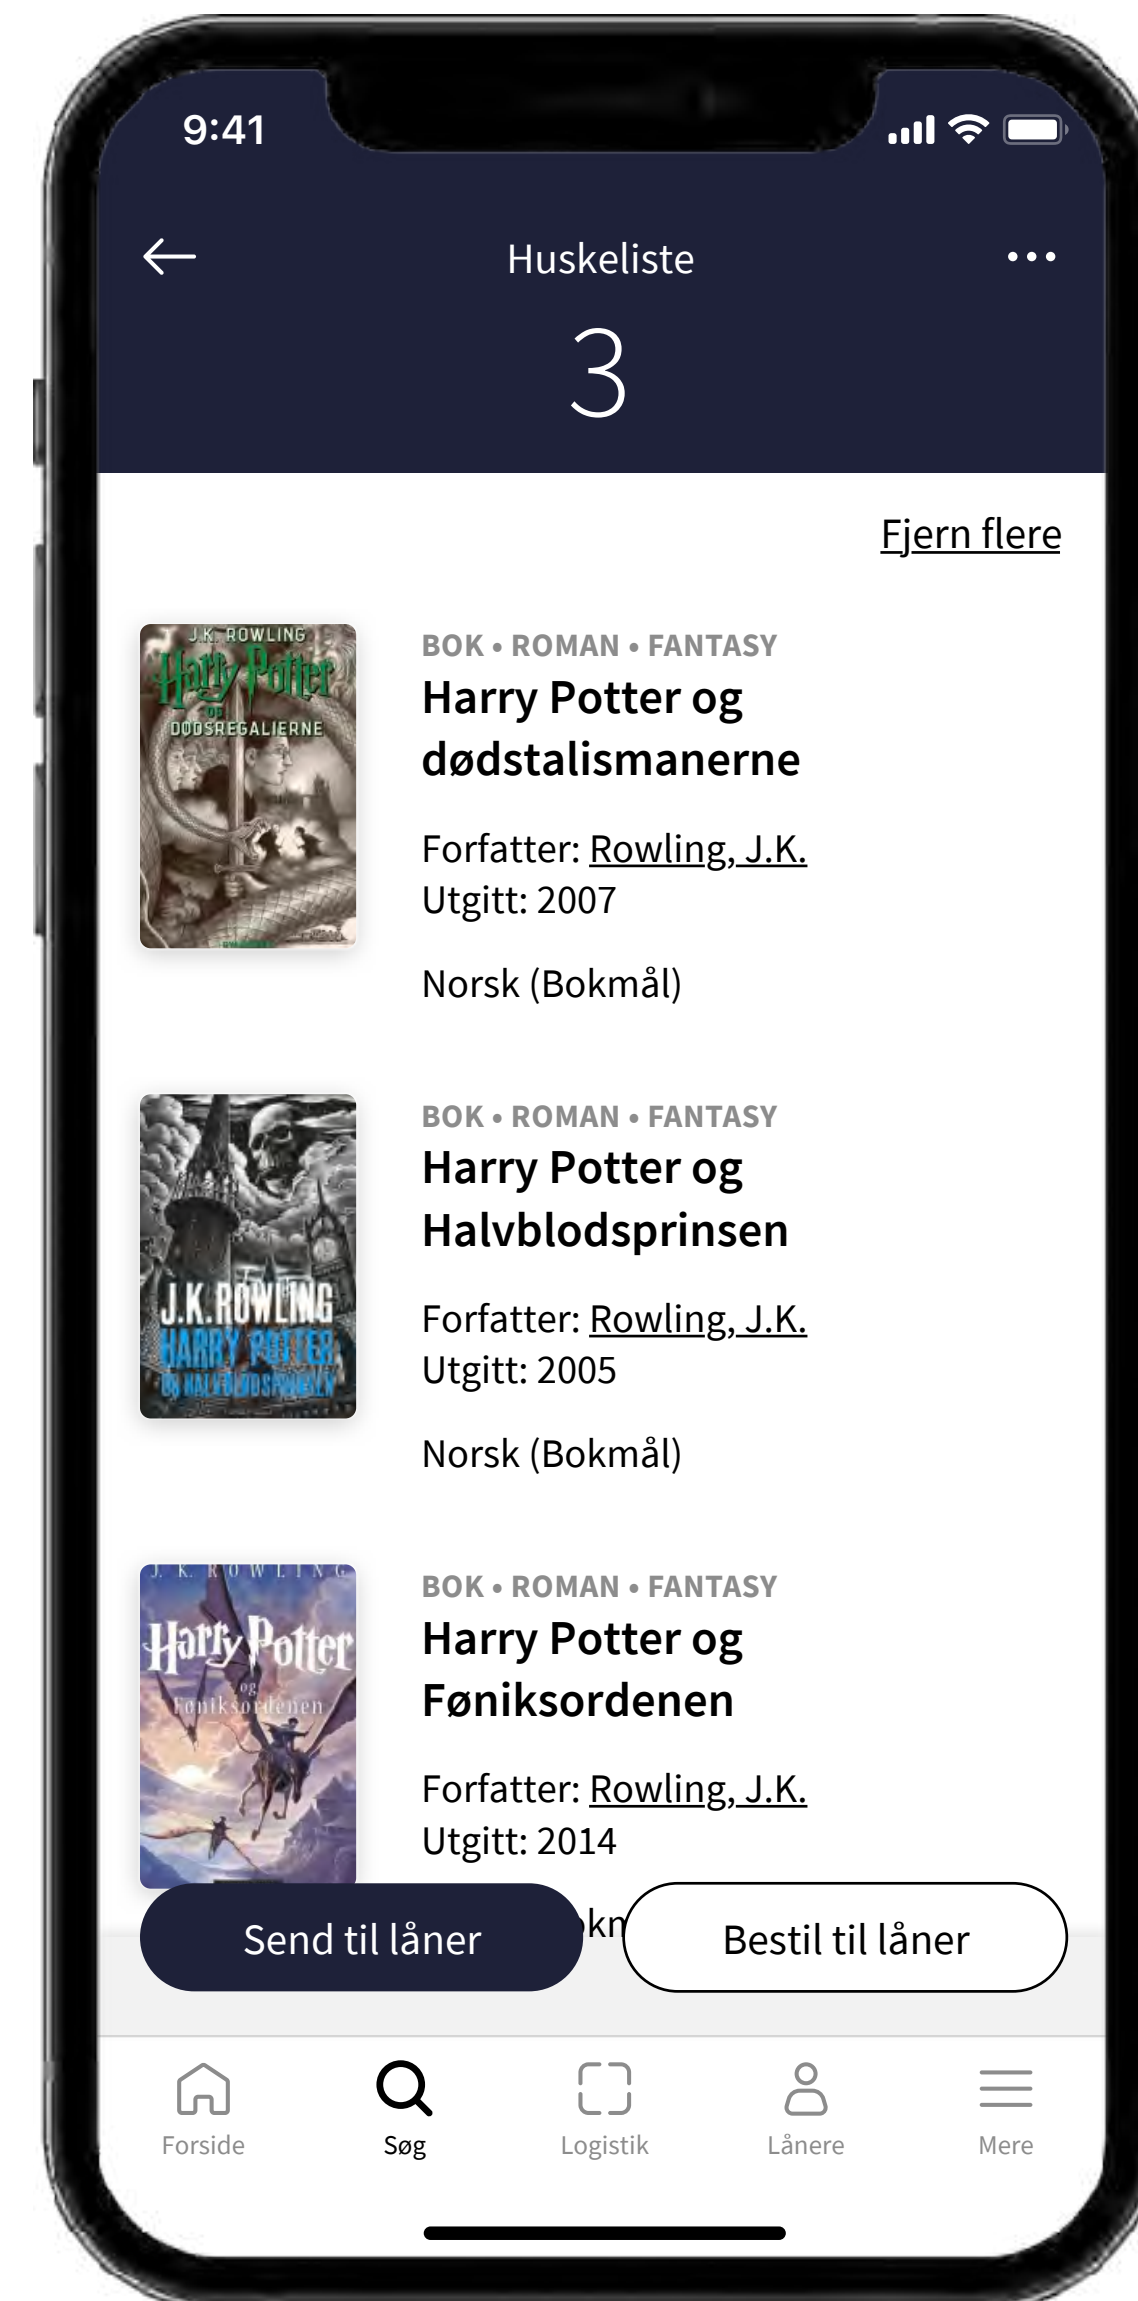 9:41
Huskeliste
3
Fjern flere
J.K. ROWLING
Harry Potter
OG
DØDSREGALIERNE
BOK • ROMAN • FANTASY
Harry Potter og
dødstalismanerne
Forfatter: Rowling, J.K.
Utgitt: 2007
Norsk (Bokmål)
J.K.ROWLING
HARRY POTTER
OG HALVBLODSPRINSEN
BOK • ROMAN • FANTASY
Harry Potter og
Halvblodsprinsen
Forfatter: Rowling, J.K.
Utgitt: 2005
Norsk (Bokmål)
J. K. ROWLING
Harry Potter
og
Føniksordenen
BOK • ROMAN • FANTASY
Harry Potter og
Føniksordenen
Forfatter: Rowling, J.K.
Utgitt: 2014
Send til låner
Bestil til låner
Forside
Søg
Logistik
Lånere
Mere